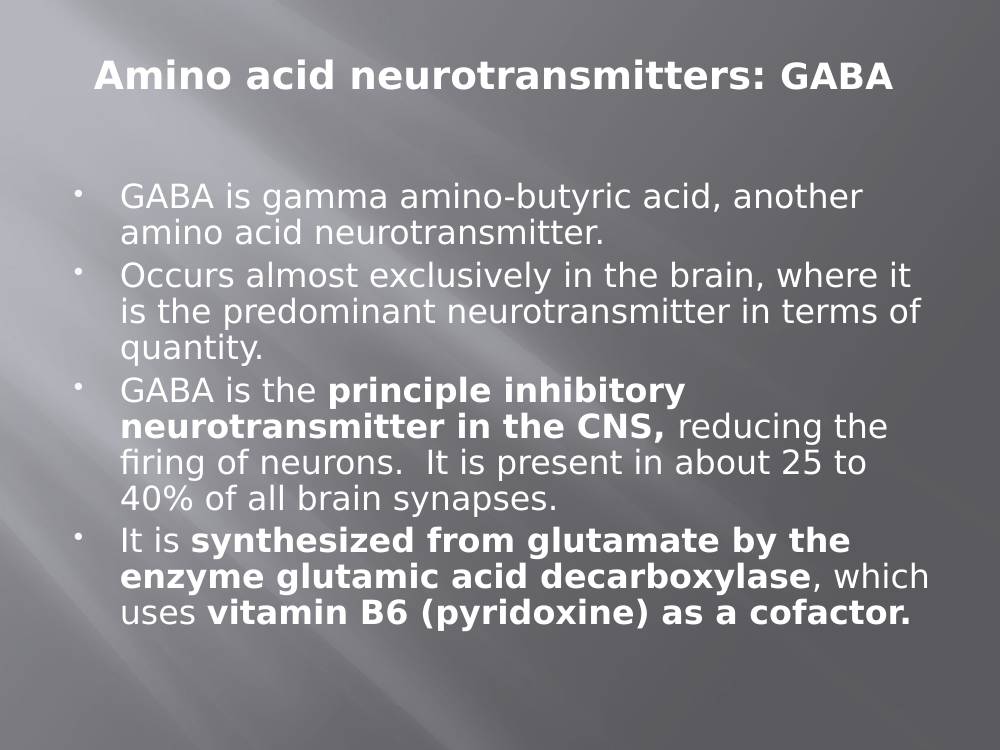 Amino acid neurotransmitters: GABA
• GABA is gamma amino-butyric acid, another
amino acid neurotransmitter.
• Occurs almost exclusively in the brain, where it
is the predominant neurotransmitter in terms of
quantity.
• GABA is the principle inhibitory
neurotransmitter in the CNS, reducing the
firing of neurons.  It is present in about 25 to
40% of all brain synapses.
• It is synthesized from glutamate by the
enzyme glutamic acid decarboxylase, which
uses vitamin B6 (pyridoxine) as a cofactor.